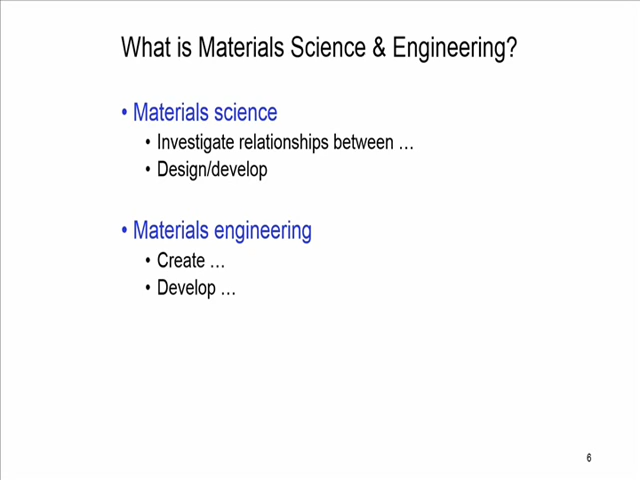 What is Materials Science & Engineering?
• Materials science
• Investigate relationships between …
• Design/develop
• Materials engineering
• Create …
• Develop …
6